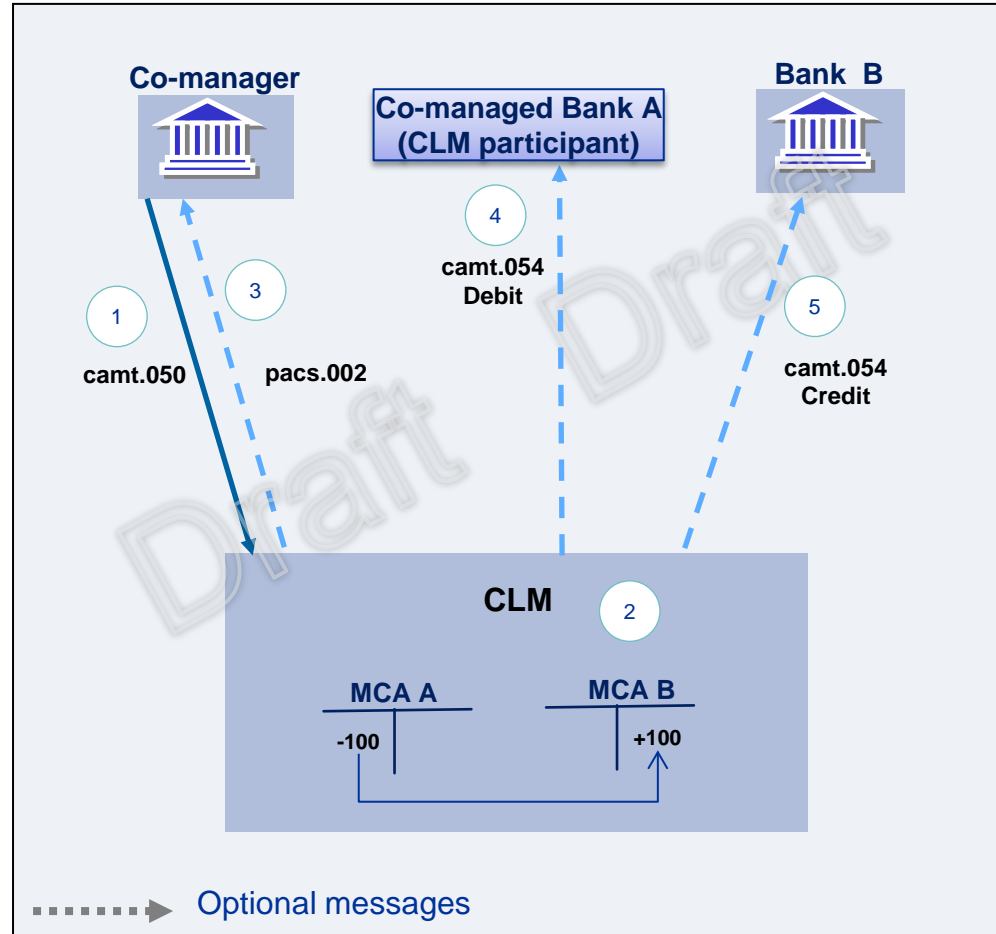 Co-manager
Co-managed Bank A
(CLM participant)
Bank B
1
camt.050
3
pacs.002
4
camt.054
Debit
5
camt.054
Credit
Draft
Draft
CLM
2
MCA A
-100
MCA B
+100
Optional messages